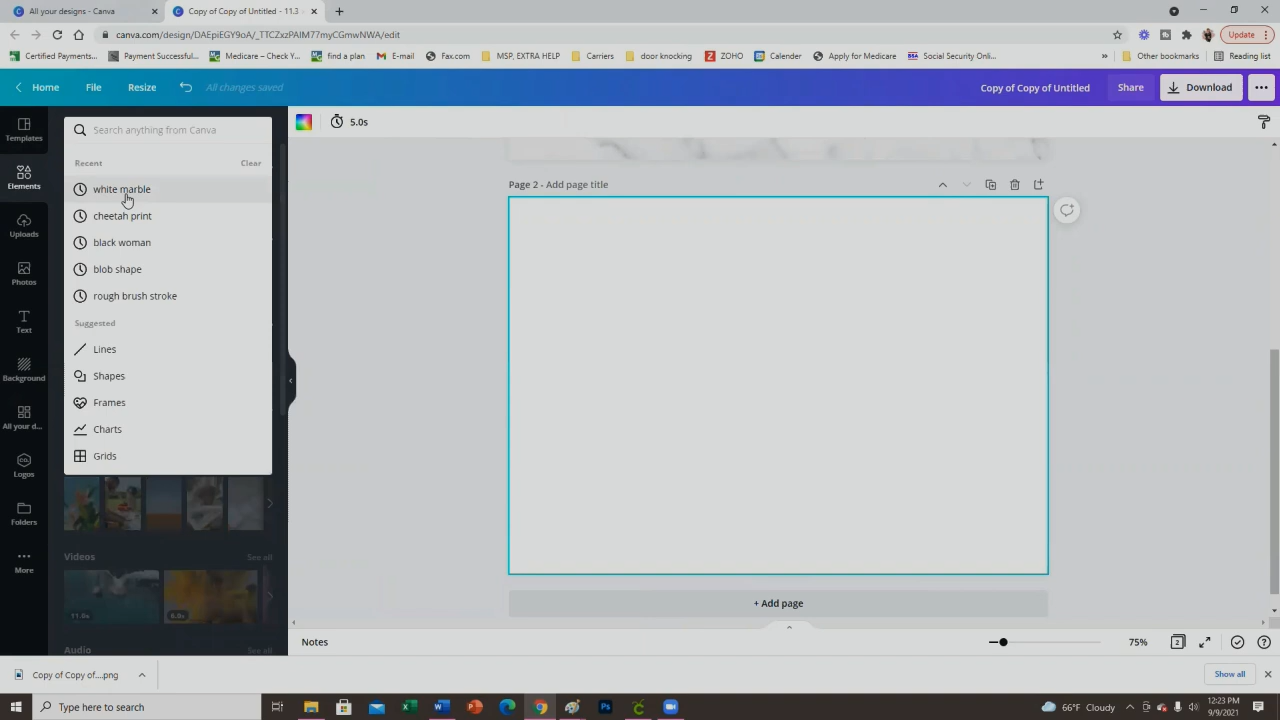 All your designs - Canva
Copy of Copy of Untitled - 11.3
canva.com/design/DAEpiEGY9oA/_TTCZxzPAIM77myCGmwNWA/edit
Update
Certified Payments...
Payment Successful...
Medicare – Check Y...
find a plan
E-mail
Fax.com
MSP, EXTRA HELP
Carriers
door knocking
ZOHO
Calender
Apply for Medicare
Social Security Onli...
Other bookmarks
Reading list
Home
File
Resize
All changes saved
Copy of Copy of Untitled
Share
Download
Templates
Elements
Uploads
Photos
Text
Background
All your d...
Logos
Folders
More
Search anything from Canva
Recent
Clear
white marble
cheetah print
black woman
blob shape
rough brush stroke
Suggested
Lines
Shapes
Frames
Charts
Grids
Videos
See all
11.0s
6.0s
Audio
See all
5.0s
Page 2 - Add page title
+ Add page
Notes
75%
2
Copy of Copy of....png
Show all
Type here to search
66°F Cloudy
12:23 PM
9/9/2021